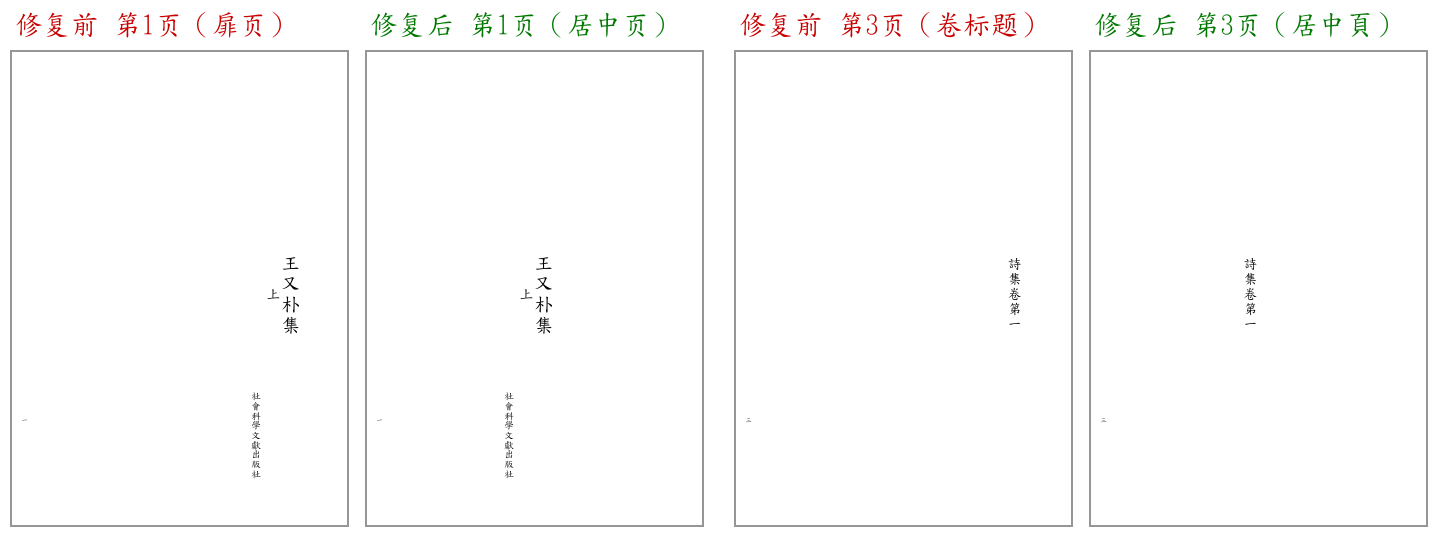 修复前 第1页（扉页）
王又朴集
上
社會科學文獻出版社
一
修复后 第1页（居中页）
王又朴集
上
社會科學文獻出版社
一
修复前 第3页（卷标题）
詩集卷第一
三
修复后 第3页（居中頁）
詩集卷第一
三